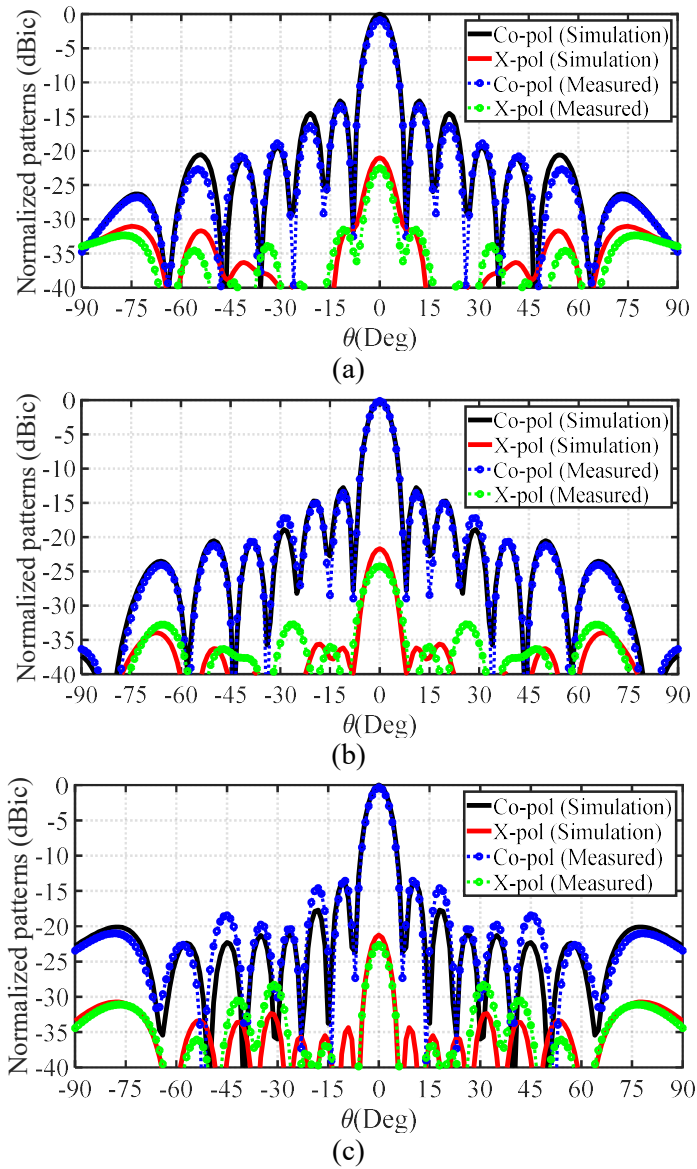 Normalized patterns (dBic)
0
-5
-10
-15
-20
-25
-30
-35
-40
Co-pol (Simulation)
X-pol (Simulation)
Co-pol (Measured)
X-pol (Measured)
-90 -75 -60 -45 -30 -15 0 15 30 45 60 75 90
θ(Deg)
(a)
Normalized patterns (dBic)
0
-5
-10
-15
-20
-25
-30
-35
-40
Co-pol (Simulation)
X-pol (Simulation)
Co-pol (Measured)
X-pol (Measured)
-90 -75 -60 -45 -30 -15 0 15 30 45 60 75 90
θ(Deg)
(b)
Normalized patterns (dBic)
0
-5
-10
-15
-20
-25
-30
-35
-40
Co-pol (Simulation)
X-pol (Simulation)
Co-pol (Measured)
X-pol (Measured)
-90 -75 -60 -45 -30 -15 0 15 30 45 60 75 90
θ(Deg)
(c)